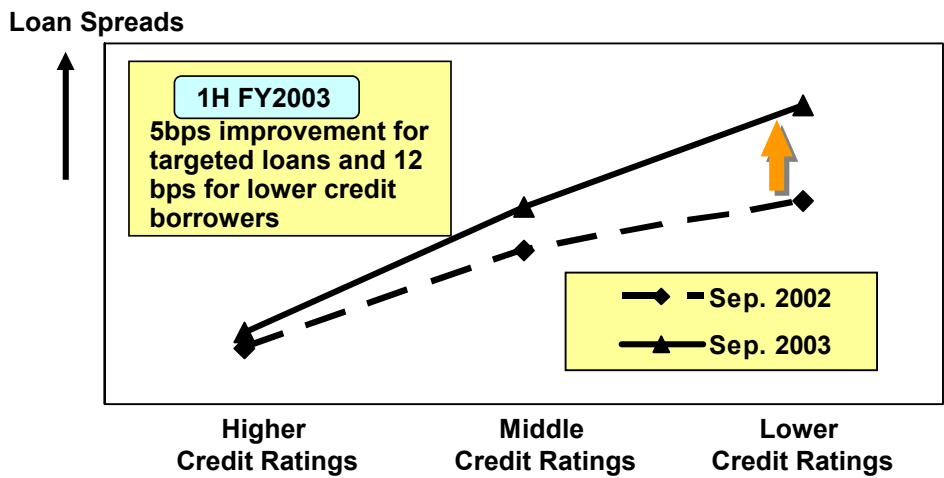 Loan Spreads
1H FY2003
5bps improvement for
targeted loans and 12
bps for lower credit
borrowers
Sep. 2002
Sep. 2003
Higher
Credit Ratings
Middle
Credit Ratings
Lower
Credit Ratings